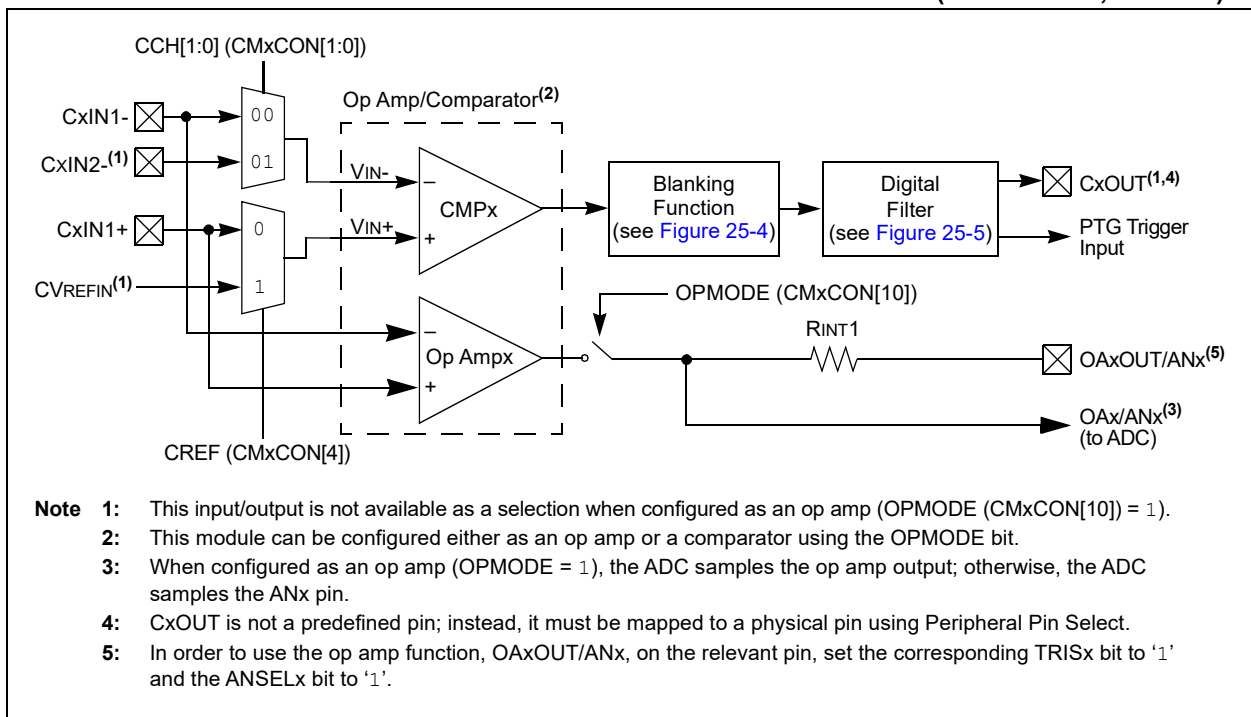 CCH[1:0] (CMxCON[1:0])
CxIN1-
00
Op Amp/Comparator(2)
CxIN2-(1)
01
VIN-
–
CMPx
Blanking
Function
(see Figure 25-4)
Digital
Filter
(see Figure 25-5)
CxOUT(1,4)
CxIN1+
0
VIN+
+
PTG Trigger
Input
CVREFIN(1)
1
OPMODE (CMxCON[10])
–
Op Ampx
+
RINT1
OAxOUT/ANx(5)
OAx/ANx(3)
(to ADC)
CREF (CMxCON[4])
Note 1: This input/output is not available as a selection when configured as an op amp (OPMODE (CMxCON[10]) = 1).
2: This module can be configured either as an op amp or a comparator using the OPMODE bit.
3: When configured as an op amp (OPMODE = 1), the ADC samples the op amp output; otherwise, the ADC
samples the ANx pin.
4: CxOUT is not a predefined pin; instead, it must be mapped to a physical pin using Peripheral Pin Select.
5: In order to use the op amp function, OAxOUT/ANx, on the relevant pin, set the corresponding TRISx bit to ‘1’
and the ANSELx bit to ‘1’.